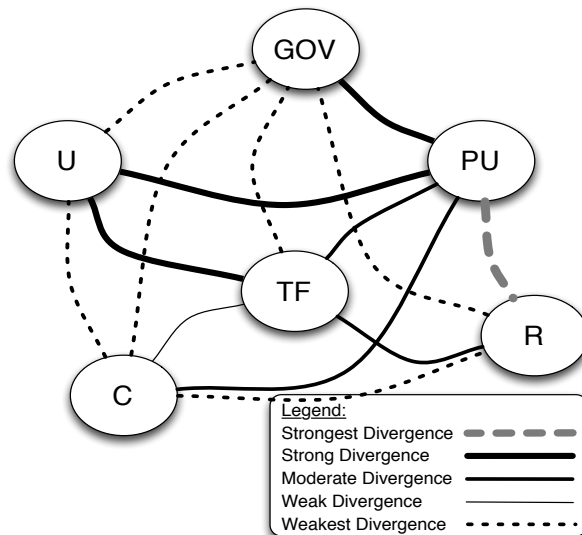 GOV
U
PU
TF
R
C
Legend:
Strongest Divergence
Strong Divergence
Moderate Divergence
Weak Divergence
Weakest Divergence